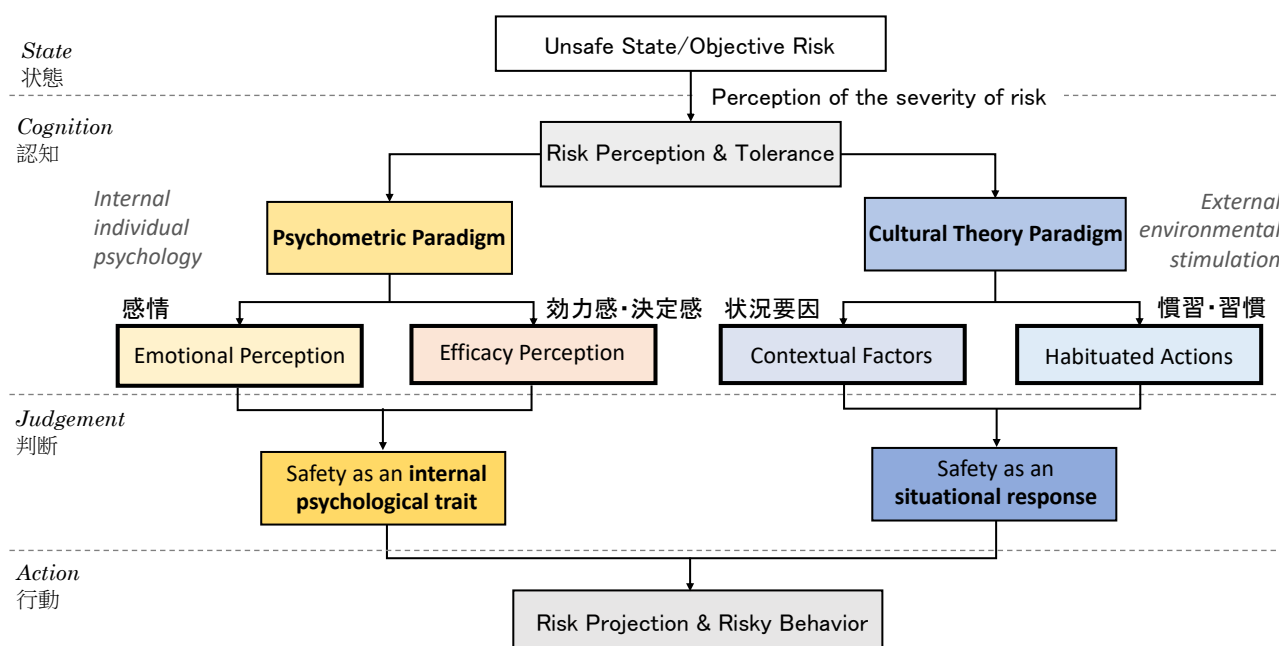 State
状態
Unsafe State/Objective Risk
Perception of the severity of risk
Cognition
認知
Risk Perception & Tolerance
Internal
individual
psychology
Psychometric Paradigm
Cultural Theory Paradigm
External
environmental
stimulation
感情
効力感・決定感
状況要因
慣習・習慣
Emotional Perception
Efficacy Perception
Contextual Factors
Habituated Actions
Judgement
判断
Safety as an internal
psychological trait
Safety as an
situational response
Action
行動
Risk Projection & Risky Behavior